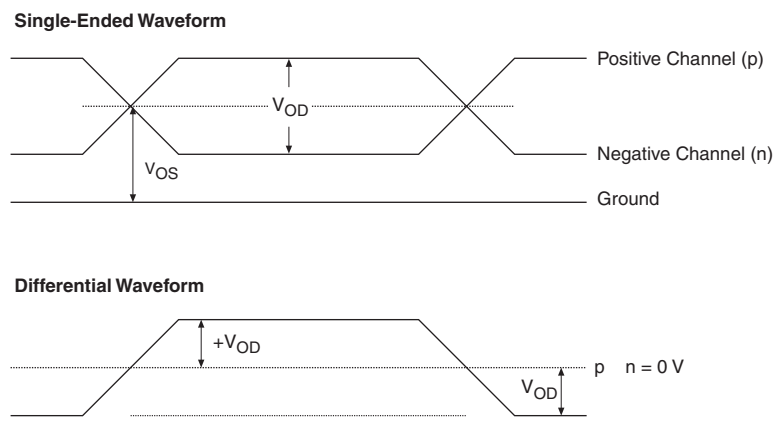 Single-Ended Waveform
Positive Channel (p)
VOD
Negative Channel (n)
VOS
Ground
Differential Waveform
+VOD
p n = 0 V
VOD